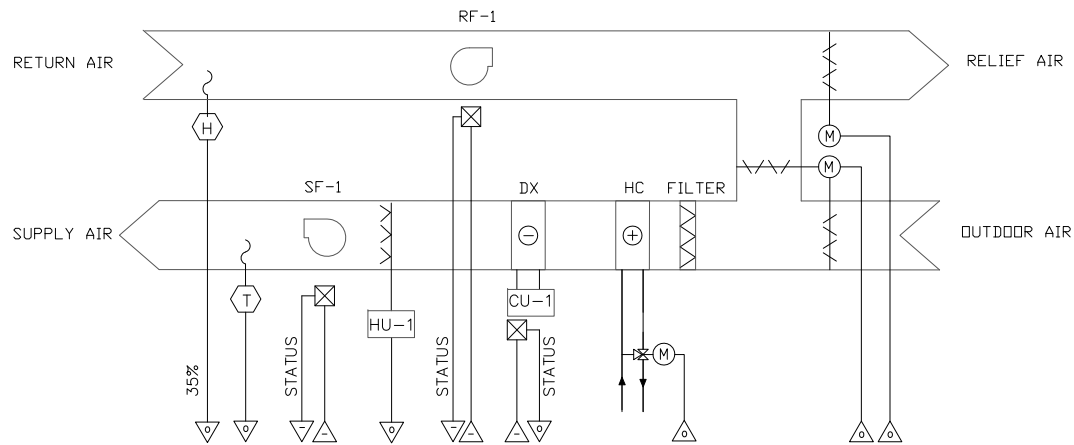 RF-1
RETURN AIR
RELIEF AIR
H
M
M
SF-1
DX
HC
FILTER
SUPPLY AIR
OUTDOOR AIR
T
CU-1
HU-1
M
35%
STATUS
STATUS
STATUS
o
o
-
-
o
-
-
-
o
o
o
o